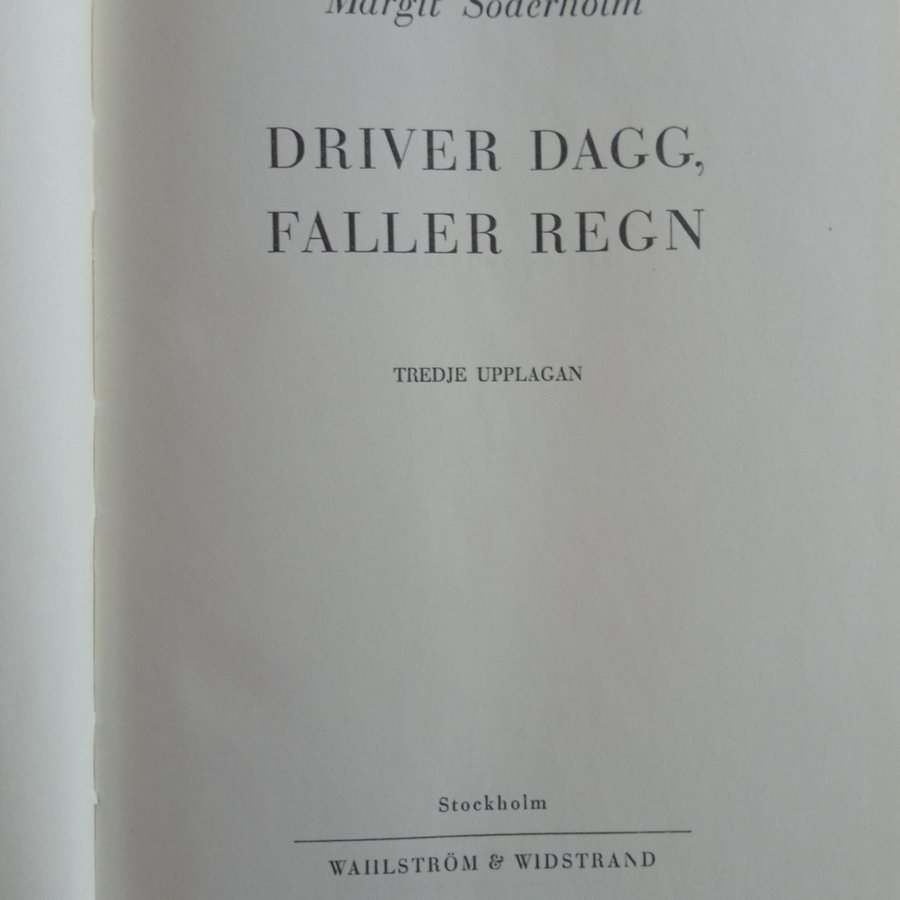 Margit Söderholm
DRIVER DAGG,
FALLER REGN
TREDJE UPPLAGAN
Stockholm
WAHLSTRÖM & WIDSTRAND